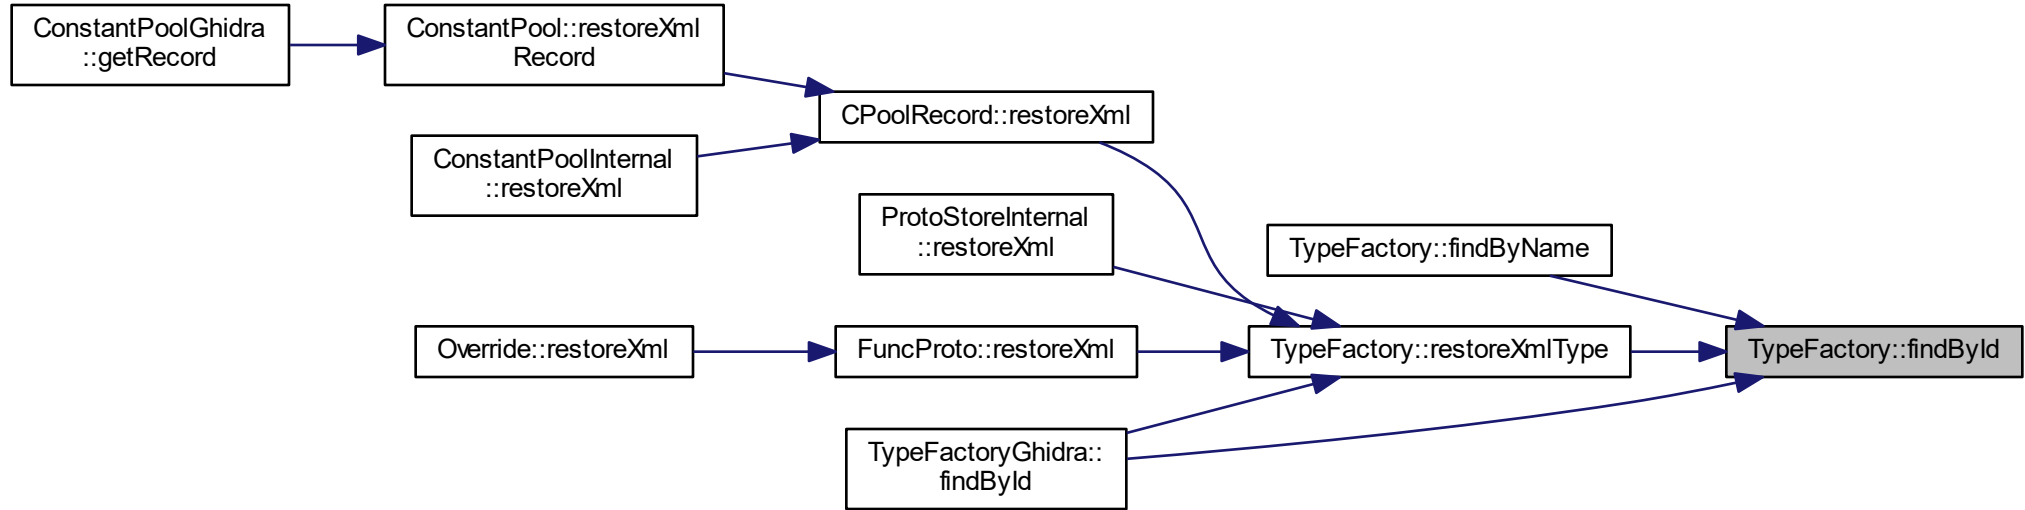 ConstantPoolGhidra
::getRecord
ConstantPool::restoreXml
Record
CPoolRecord::restoreXml
ConstantPoolInternal
::restoreXml
ProtoStoreInternal
::restoreXml
TypeFactory::findByName
Override::restoreXml
FuncProto::restoreXml
TypeFactory::restoreXmlType
TypeFactory::findById
TypeFactoryGhidra::
findById